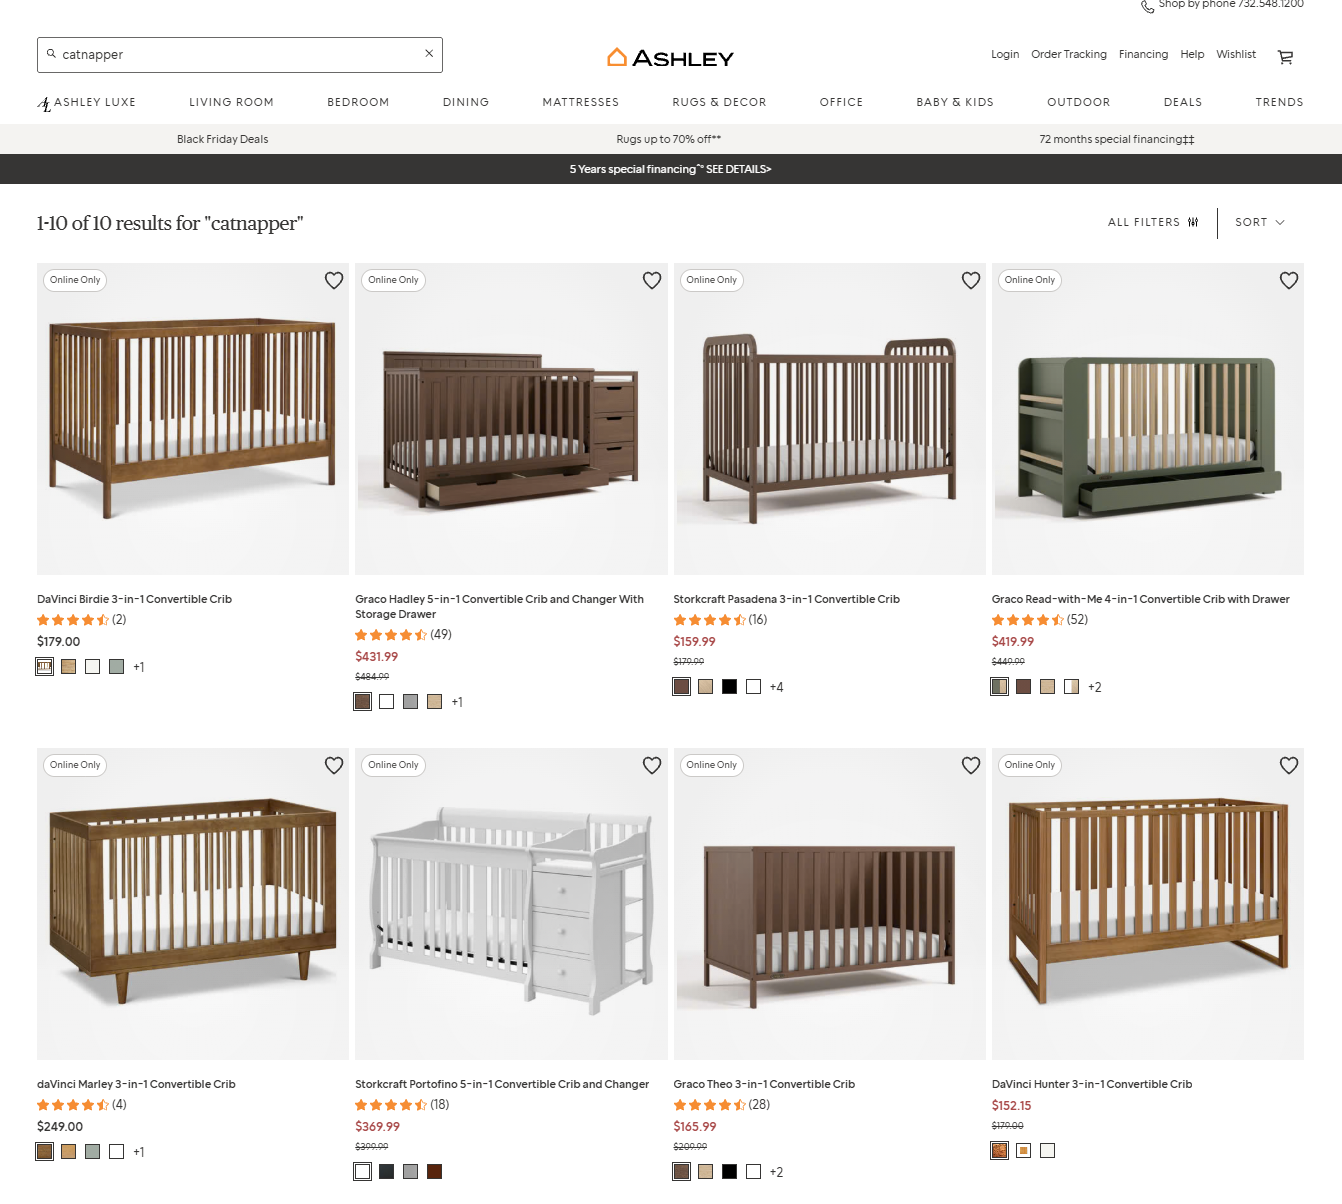 Shop by phone 732.548.1200
catnapper
ASHLEY
Login Order Tracking Financing Help Wishlist
ASHLEY LUXE LIVING ROOM BEDROOM DINING MATTRESSES RUGS & DECOR OFFICE BABY & KIDS OUTDOOR DEALS TRENDS
Black Friday Deals Rugs up to 70% off** 72 months special financing‡‡
5 Years special financing^° SEE DETAILS>
1-10 of 10 results for "catnapper"
ALL FILTERS SORT
Online Only Online Only Online Only Online Only
DaVinci Birdie 3-in-1 Convertible Crib
(2)
$179.00
+1
Graco Hadley 5-in-1 Convertible Crib and Changer With
Storage Drawer
(49)
$431.99
$484.99
+1
Storkcraft Pasadena 3-in-1 Convertible Crib
(16)
$159.99
$179.99
+4
Graco Read-with-Me 4-in-1 Convertible Crib with Drawer
(52)
$419.99
$449.99
+2
Online Only Online Only Online Only Online Only
daVinci Marley 3-in-1 Convertible Crib
(4)
$249.00
+1
Storkcraft Portofino 5-in-1 Convertible Crib and Changer
(18)
$369.99
$399.99
Graco Theo 3-in-1 Convertible Crib
(28)
$165.99
$209.99
+2
DaVinci Hunter 3-in-1 Convertible Crib
$152.15
$179.00